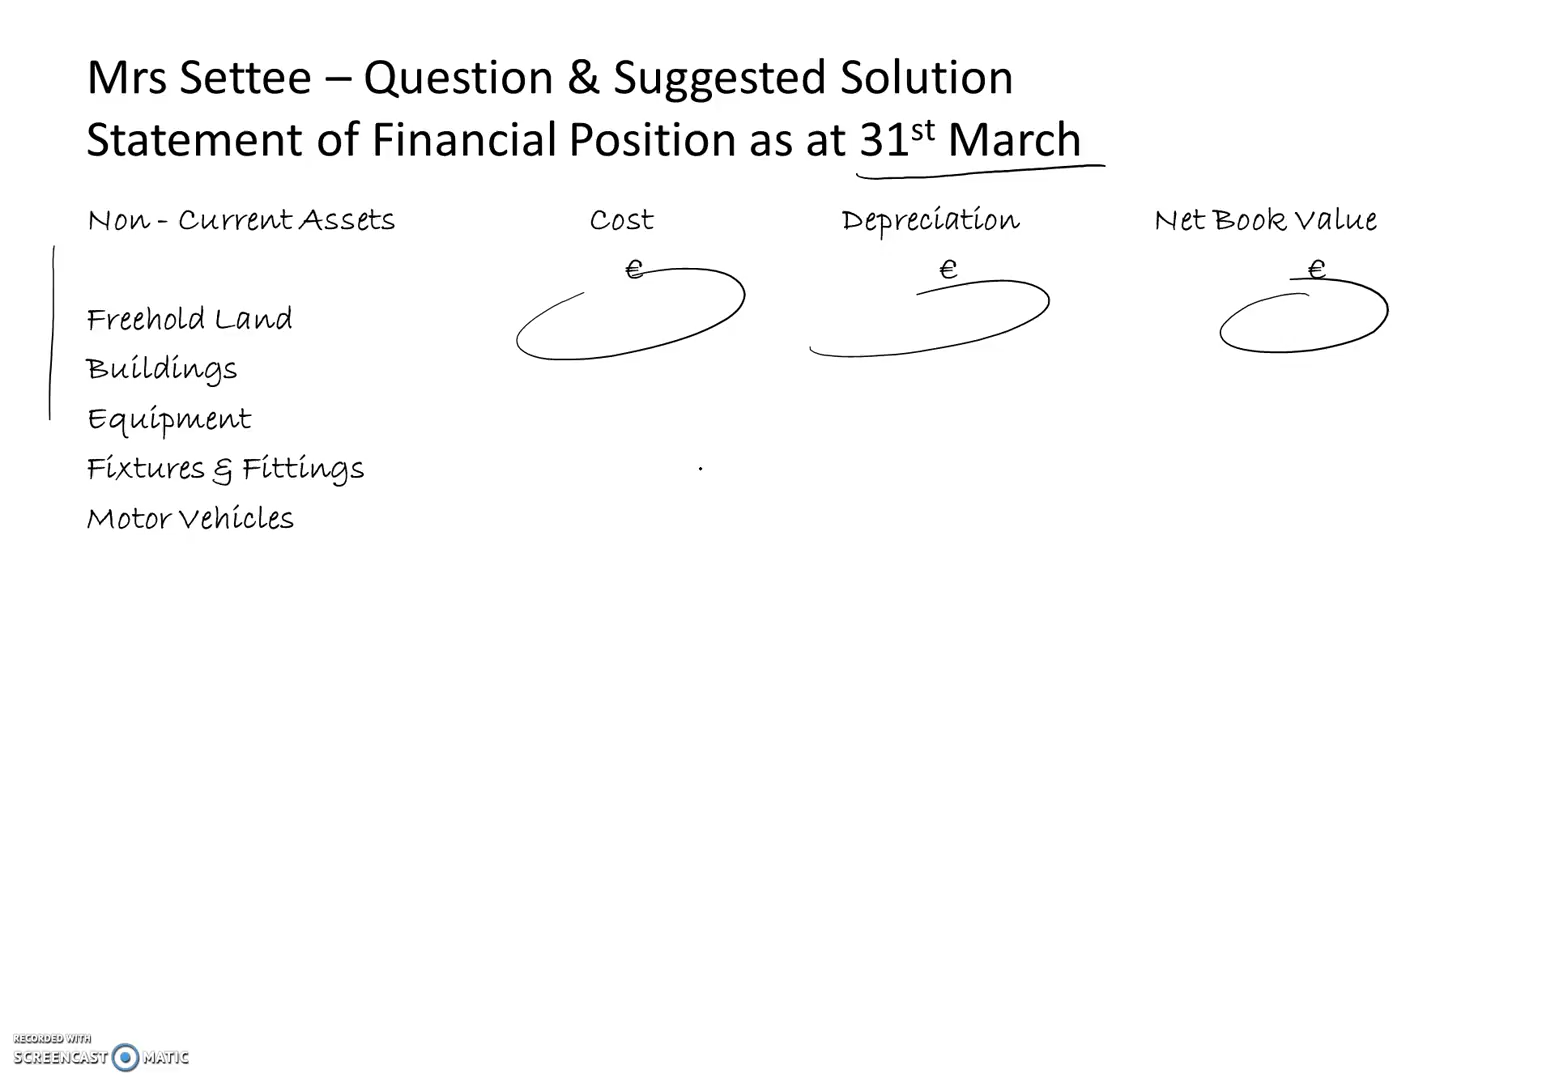 Mrs Settee – Question & Suggested Solution
Statement of Financial Position as at 31st March
Non - Current Assets Cost Depreciation Net Book Value
€ € €
Freehold Land
Buildings
Equipment
Fixtures & Fittings
Motor Vehicles
RECORDED WITH
SCREENCAST MATIC